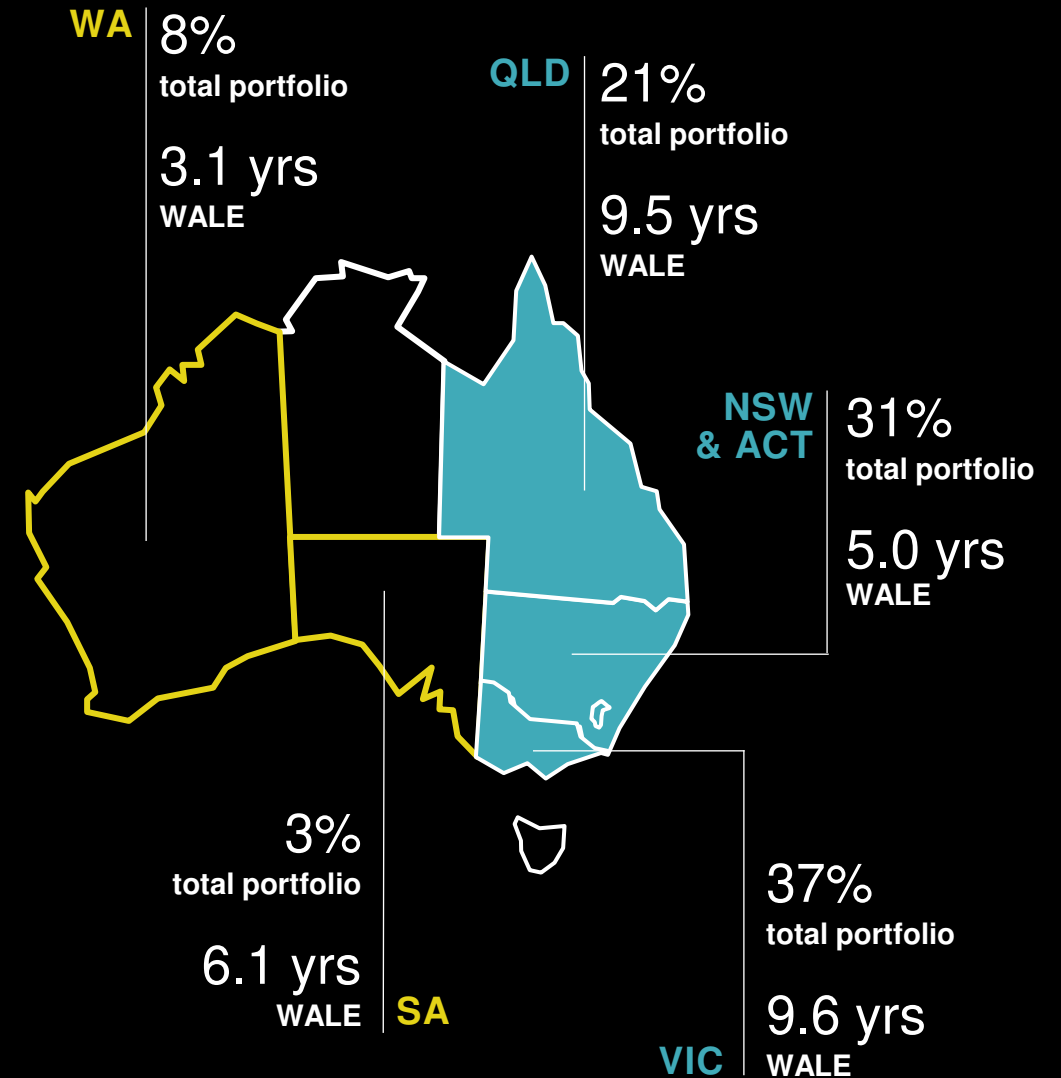 WA
8%
total portfolio
3.1 yrs
WALE
QLD
21%
total portfolio
9.5 yrs
WALE
NSW
& ACT
31%
total portfolio
5.0 yrs
WALE
3%
total portfolio
6.1 yrs
WALE
SA
37%
total portfolio
9.6 yrs
WALE
VIC